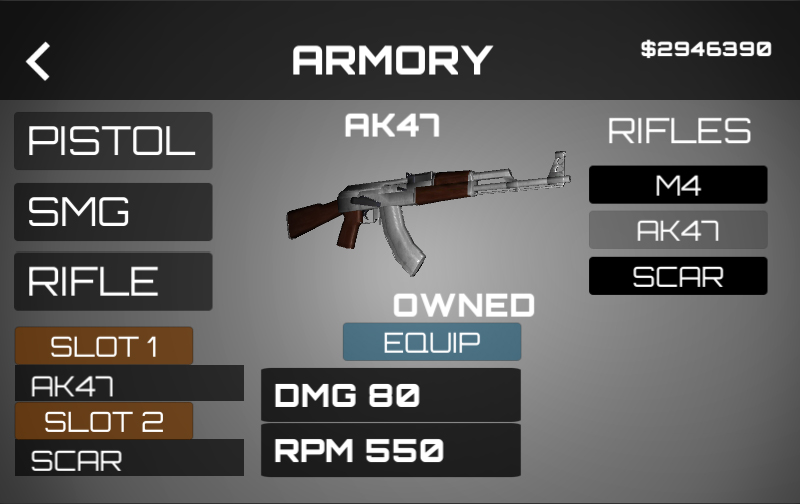 ARMORY
$2946390
PISTOL
SMG
RIFLE
SLOT 1
AK47
SLOT 2
SCAR
AK47
OWNED
EQUIP
DMG 80
RPM 550
RIFLES
M4
AK47
SCAR